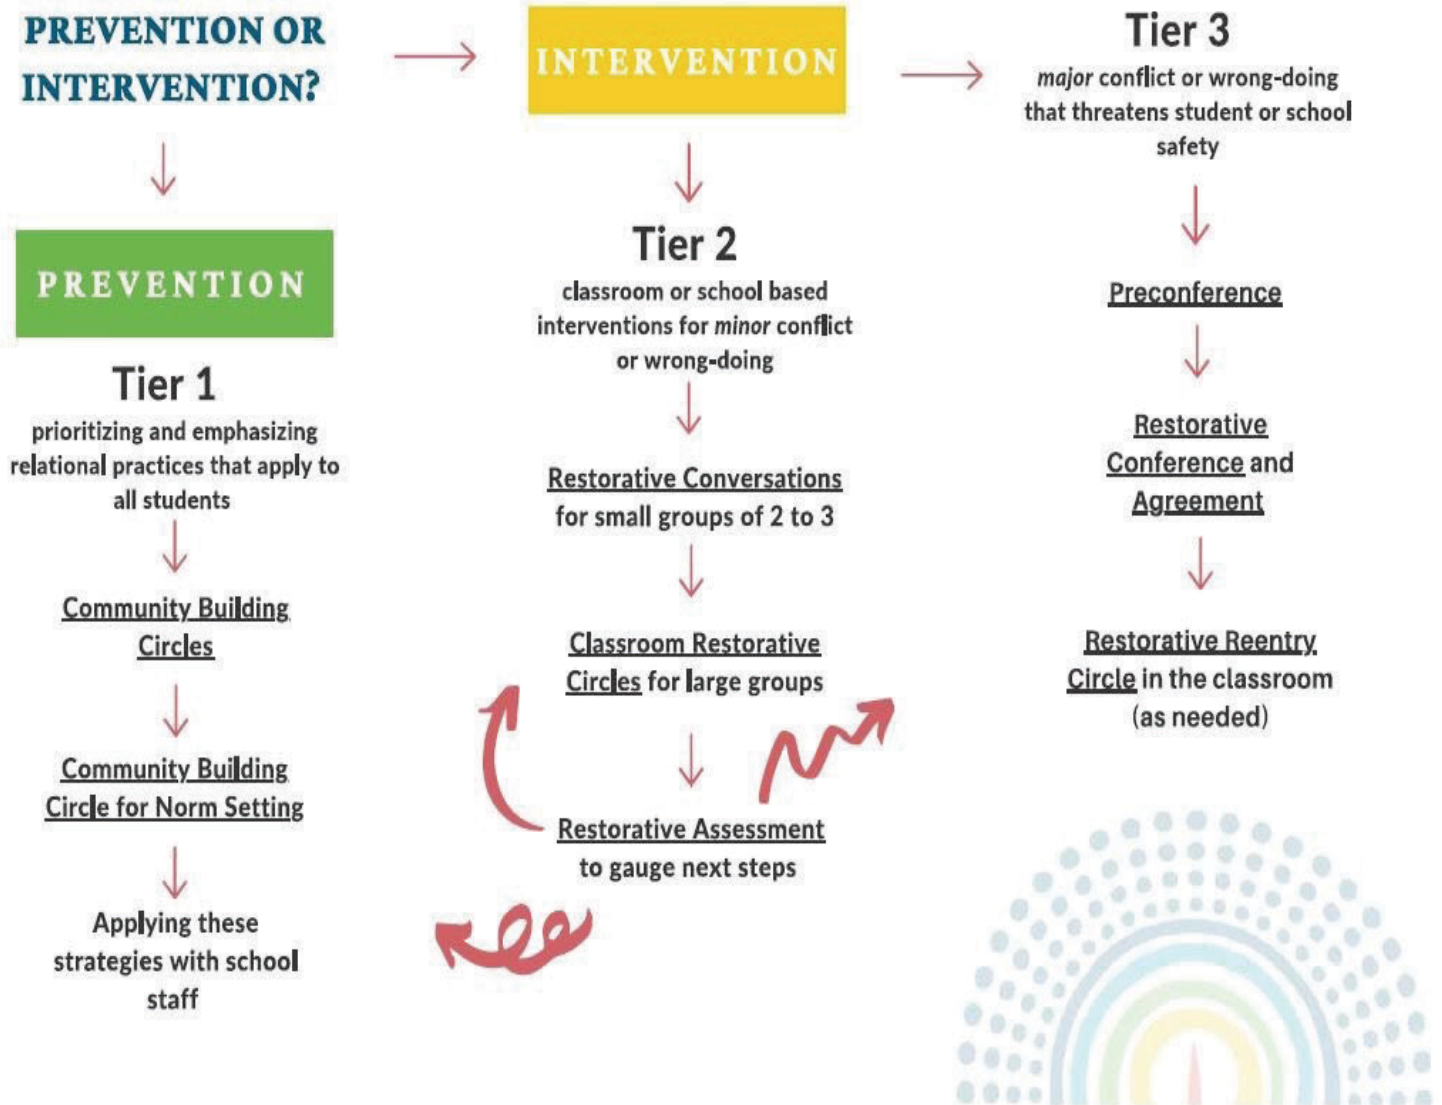 PREVENTION OR
INTERVENTION?
PREVENTION
Tier 1
prioritizing and emphasizing
relational practices that apply to
all students
Community Building
Circles
Community Building
Circle for Norm Setting
Applying these
strategies with school
staff
INTERVENTION
Tier 2
classroom or school based
interventions for minor conflict
or wrong-doing
Restorative Conversations
for small groups of 2 to 3
Classroom Restorative
Circles for large groups
Restorative Assessment
to gauge next steps
Tier 3
major conflict or wrong-doing
that threatens student or school
safety
Preconference
Restorative
Conference and
Agreement
Restorative Reentry
Circle in the classroom
(as needed)